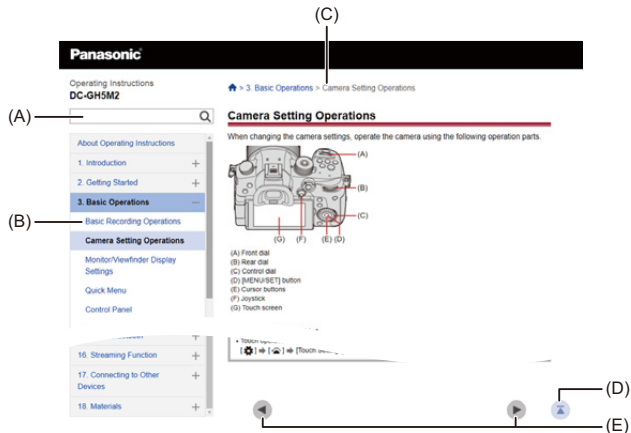 (C)
Panasonic
Operating Instructions
DC-GH5M2
> 3. Basic Operations > Camera Setting Operations
(A)
Camera Setting Operations
When changing the camera settings, operate the camera using the following operation parts.
About Operating Instructions
1. Introduction +
2. Getting Started +
3. Basic Operations −
(B)
Basic Recording Operations
Camera Setting Operations
Monitor/Viewfinder Display
Settings
Quick Menu
Control Panel
(A)
(B)
(C)
(G) (F) (E) (D)
(A) Front dial
(B) Rear dial
(C) Control dial
(D) [MENU/SET] button
(E) Cursor buttons
(F) Joystick
(G) Touch screen
16. Streaming Function +
17. Connecting to Other +
Devices
18. Materials +
• Touch
[ ] ➔ [ ] ➔ [Touch
(D)
(E)